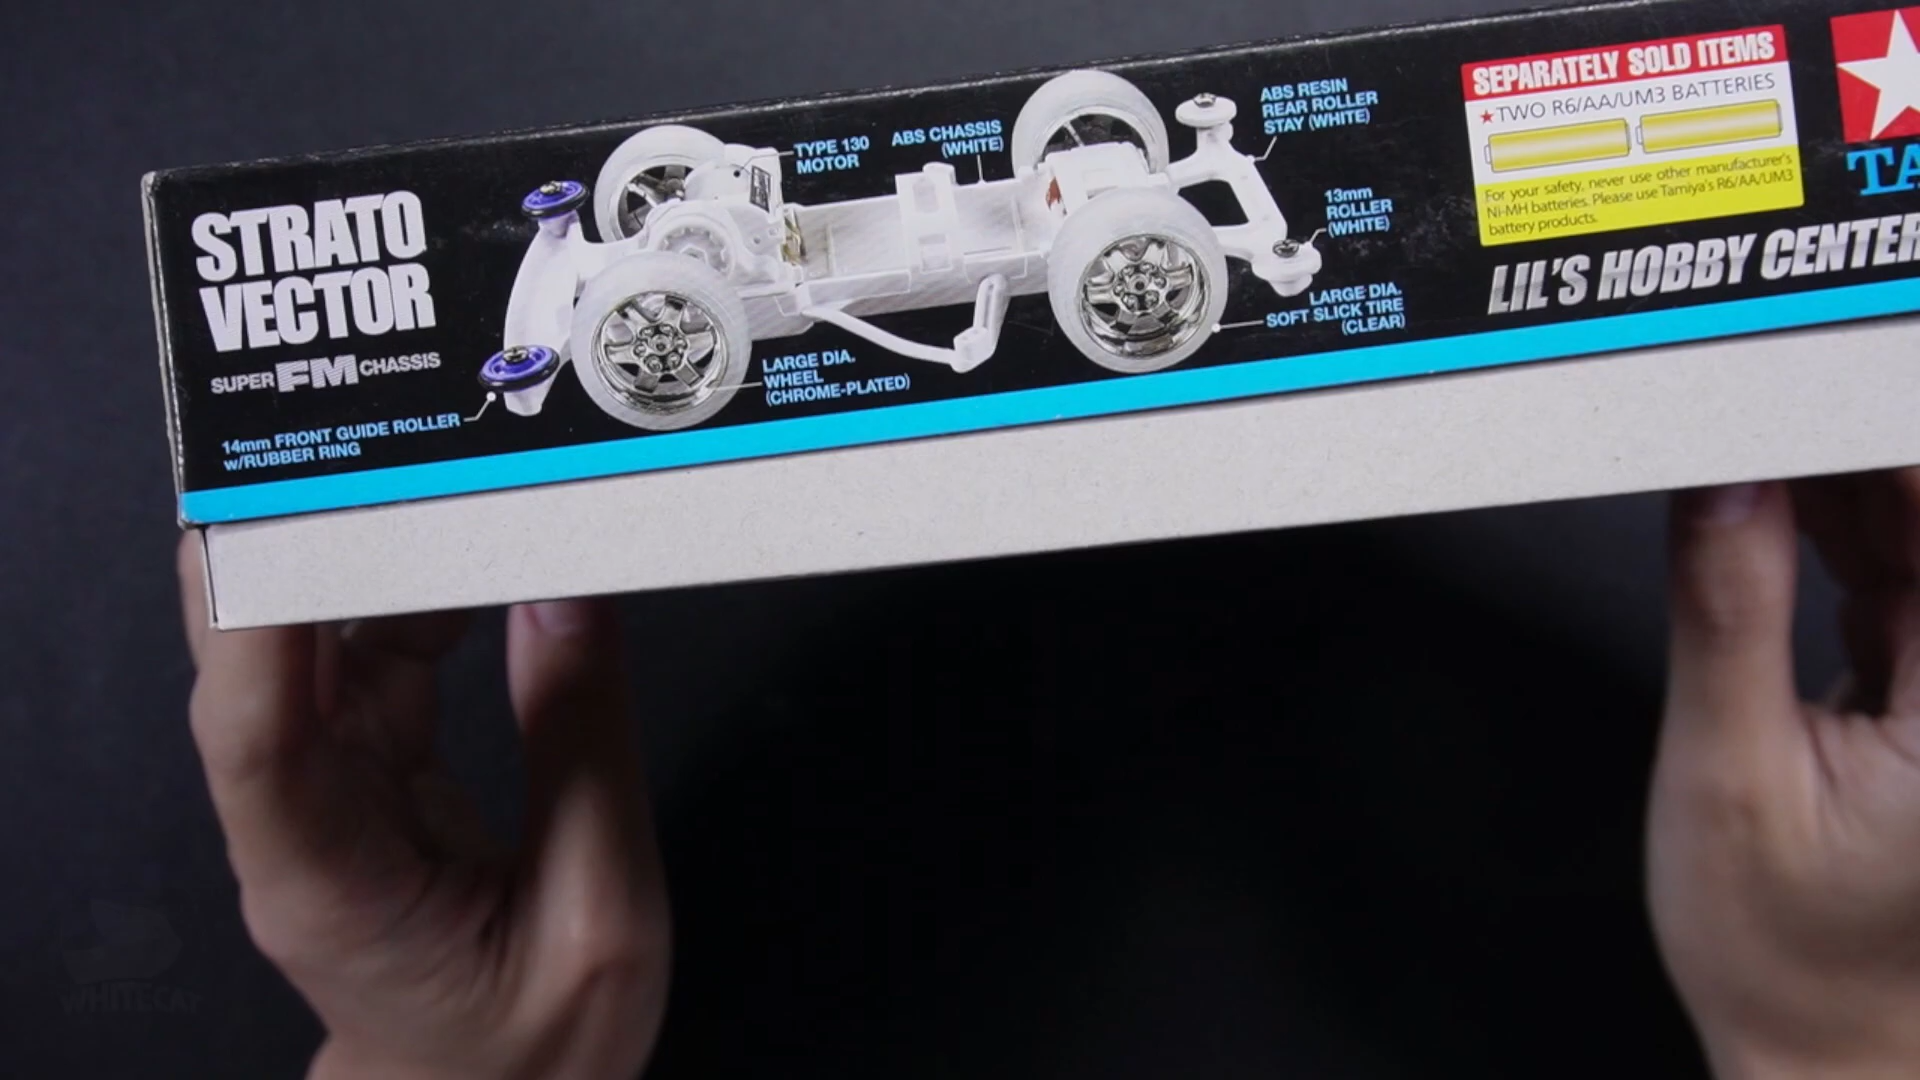 STRATO
VECTOR
SUPER FM CHASSIS
14mm FRONT GUIDE ROLLER
w/RUBBER RING
TYPE 130
MOTOR
ABS CHASSIS
(WHITE)
LARGE DIA.
WHEEL
(CHROME-PLATED)
ABS RESIN
REAR ROLLER
STAY (WHITE)
13mm
ROLLER
(WHITE)
LARGE DIA.
SOFT SLICK TIRE
(CLEAR)
SEPARATELY SOLD ITEMS
★TWO R6/AA/UM3 BATTERIES
For your safety, never use other manufacturer's
Ni-MH batteries. Please use Tamiya's R6/AA/UM3
battery products.
LIL'S HOBBY CENTER
TA
WHITECAT